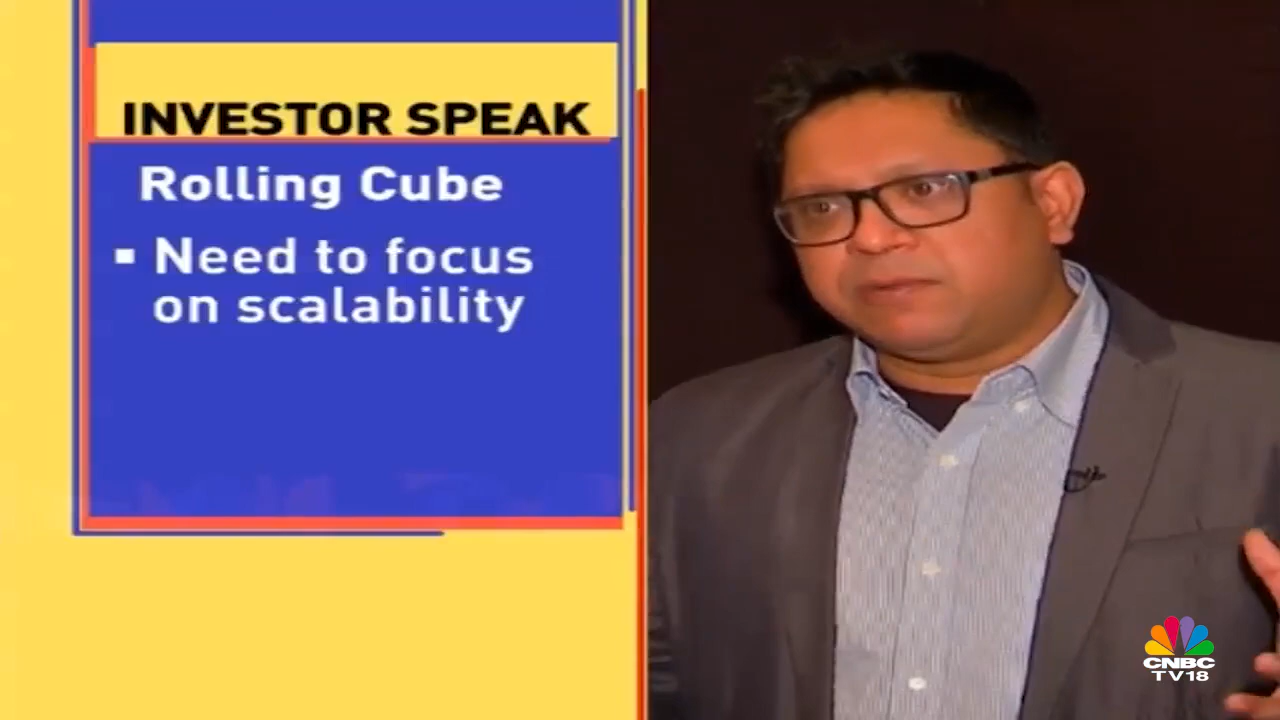 INVESTOR SPEAK
Rolling Cube
▪ Need to focus
on scalability
CNBC
TV18